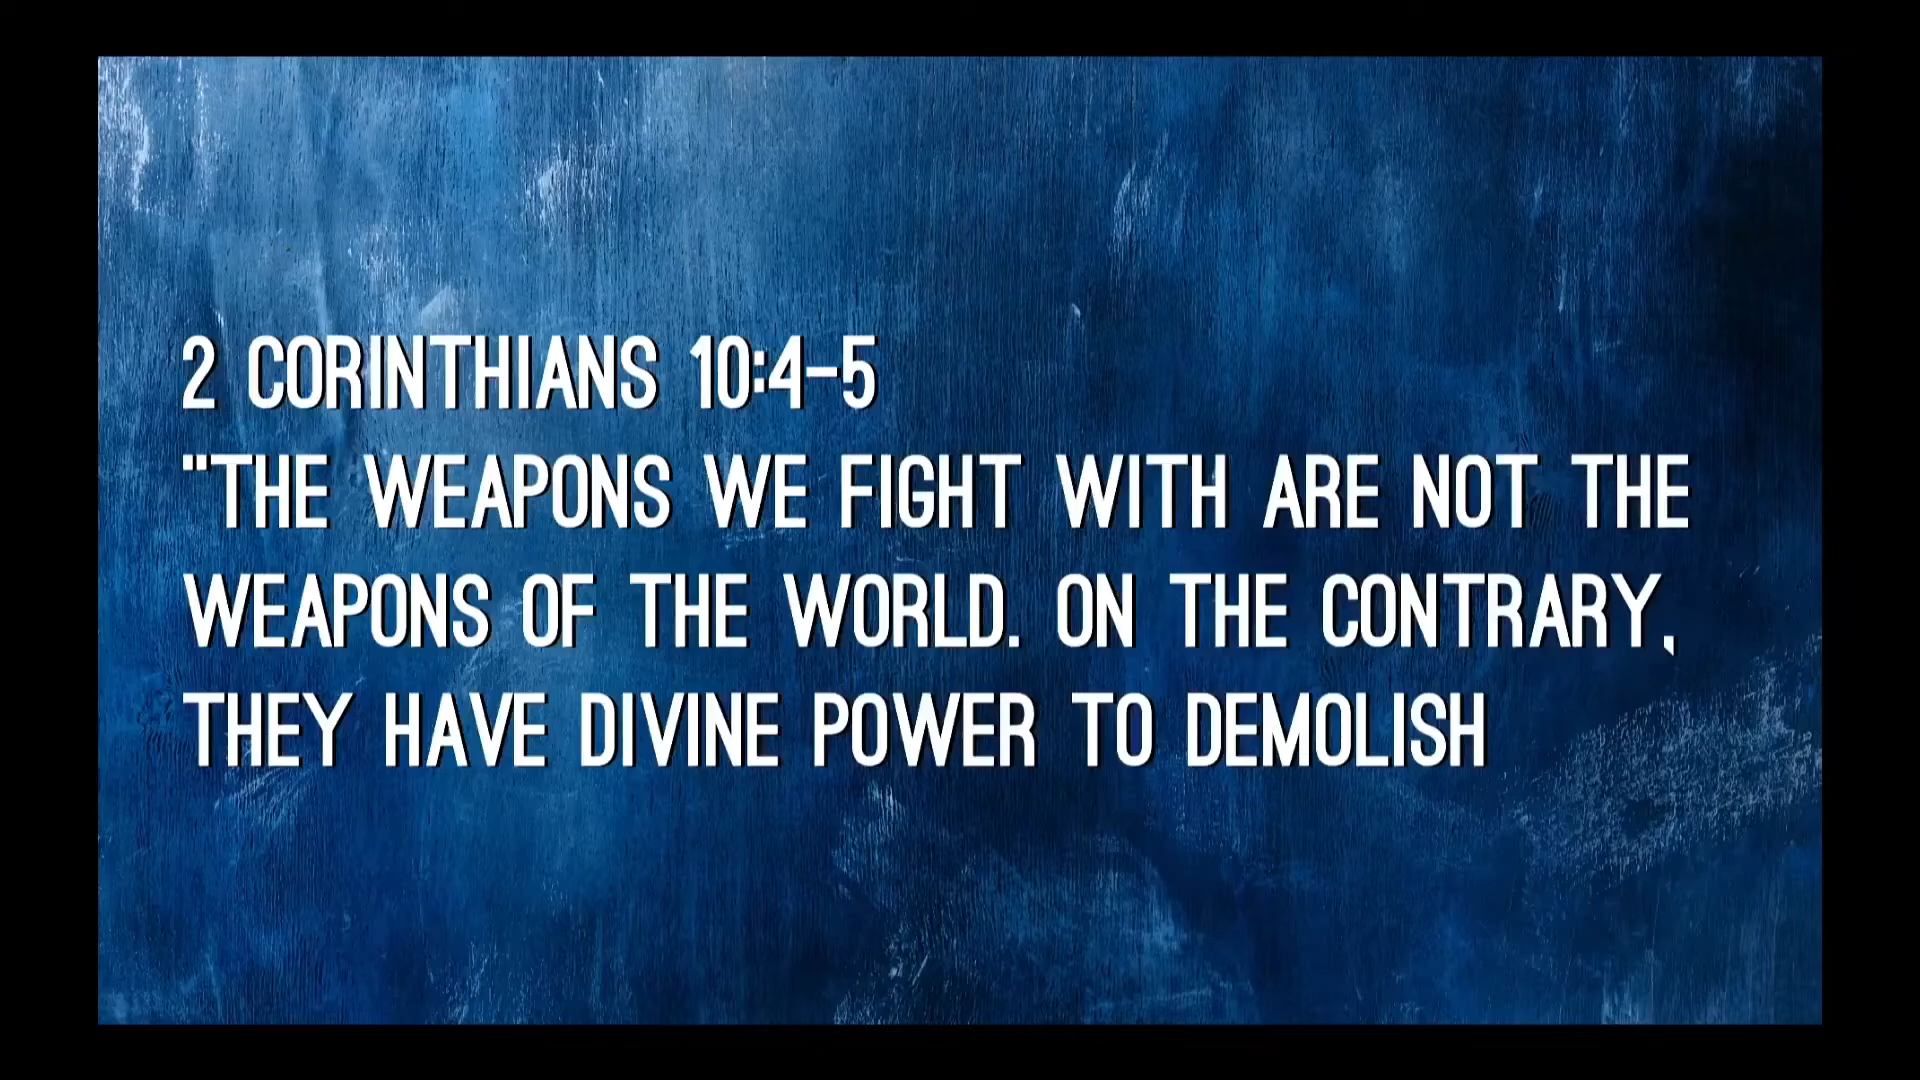 2 CORINTHIANS 10:4-5
"THE WEAPONS WE FIGHT WITH ARE NOT THE
WEAPONS OF THE WORLD. ON THE CONTRARY,
THEY HAVE DIVINE POWER TO DEMOLISH